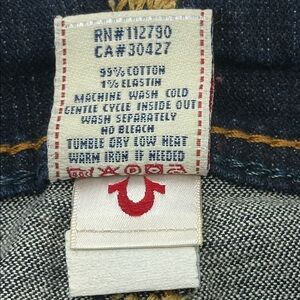 RN#112790
CA#30427
99% COTTON
1% ELASTIN
MACHINE WASH COLD
GENTLE CYCLE INSIDE OUT
WASH SEPARATELY
NO BLEACH
TUMBLE DRY LOW HEAT
WARM IRON IF NEEDED